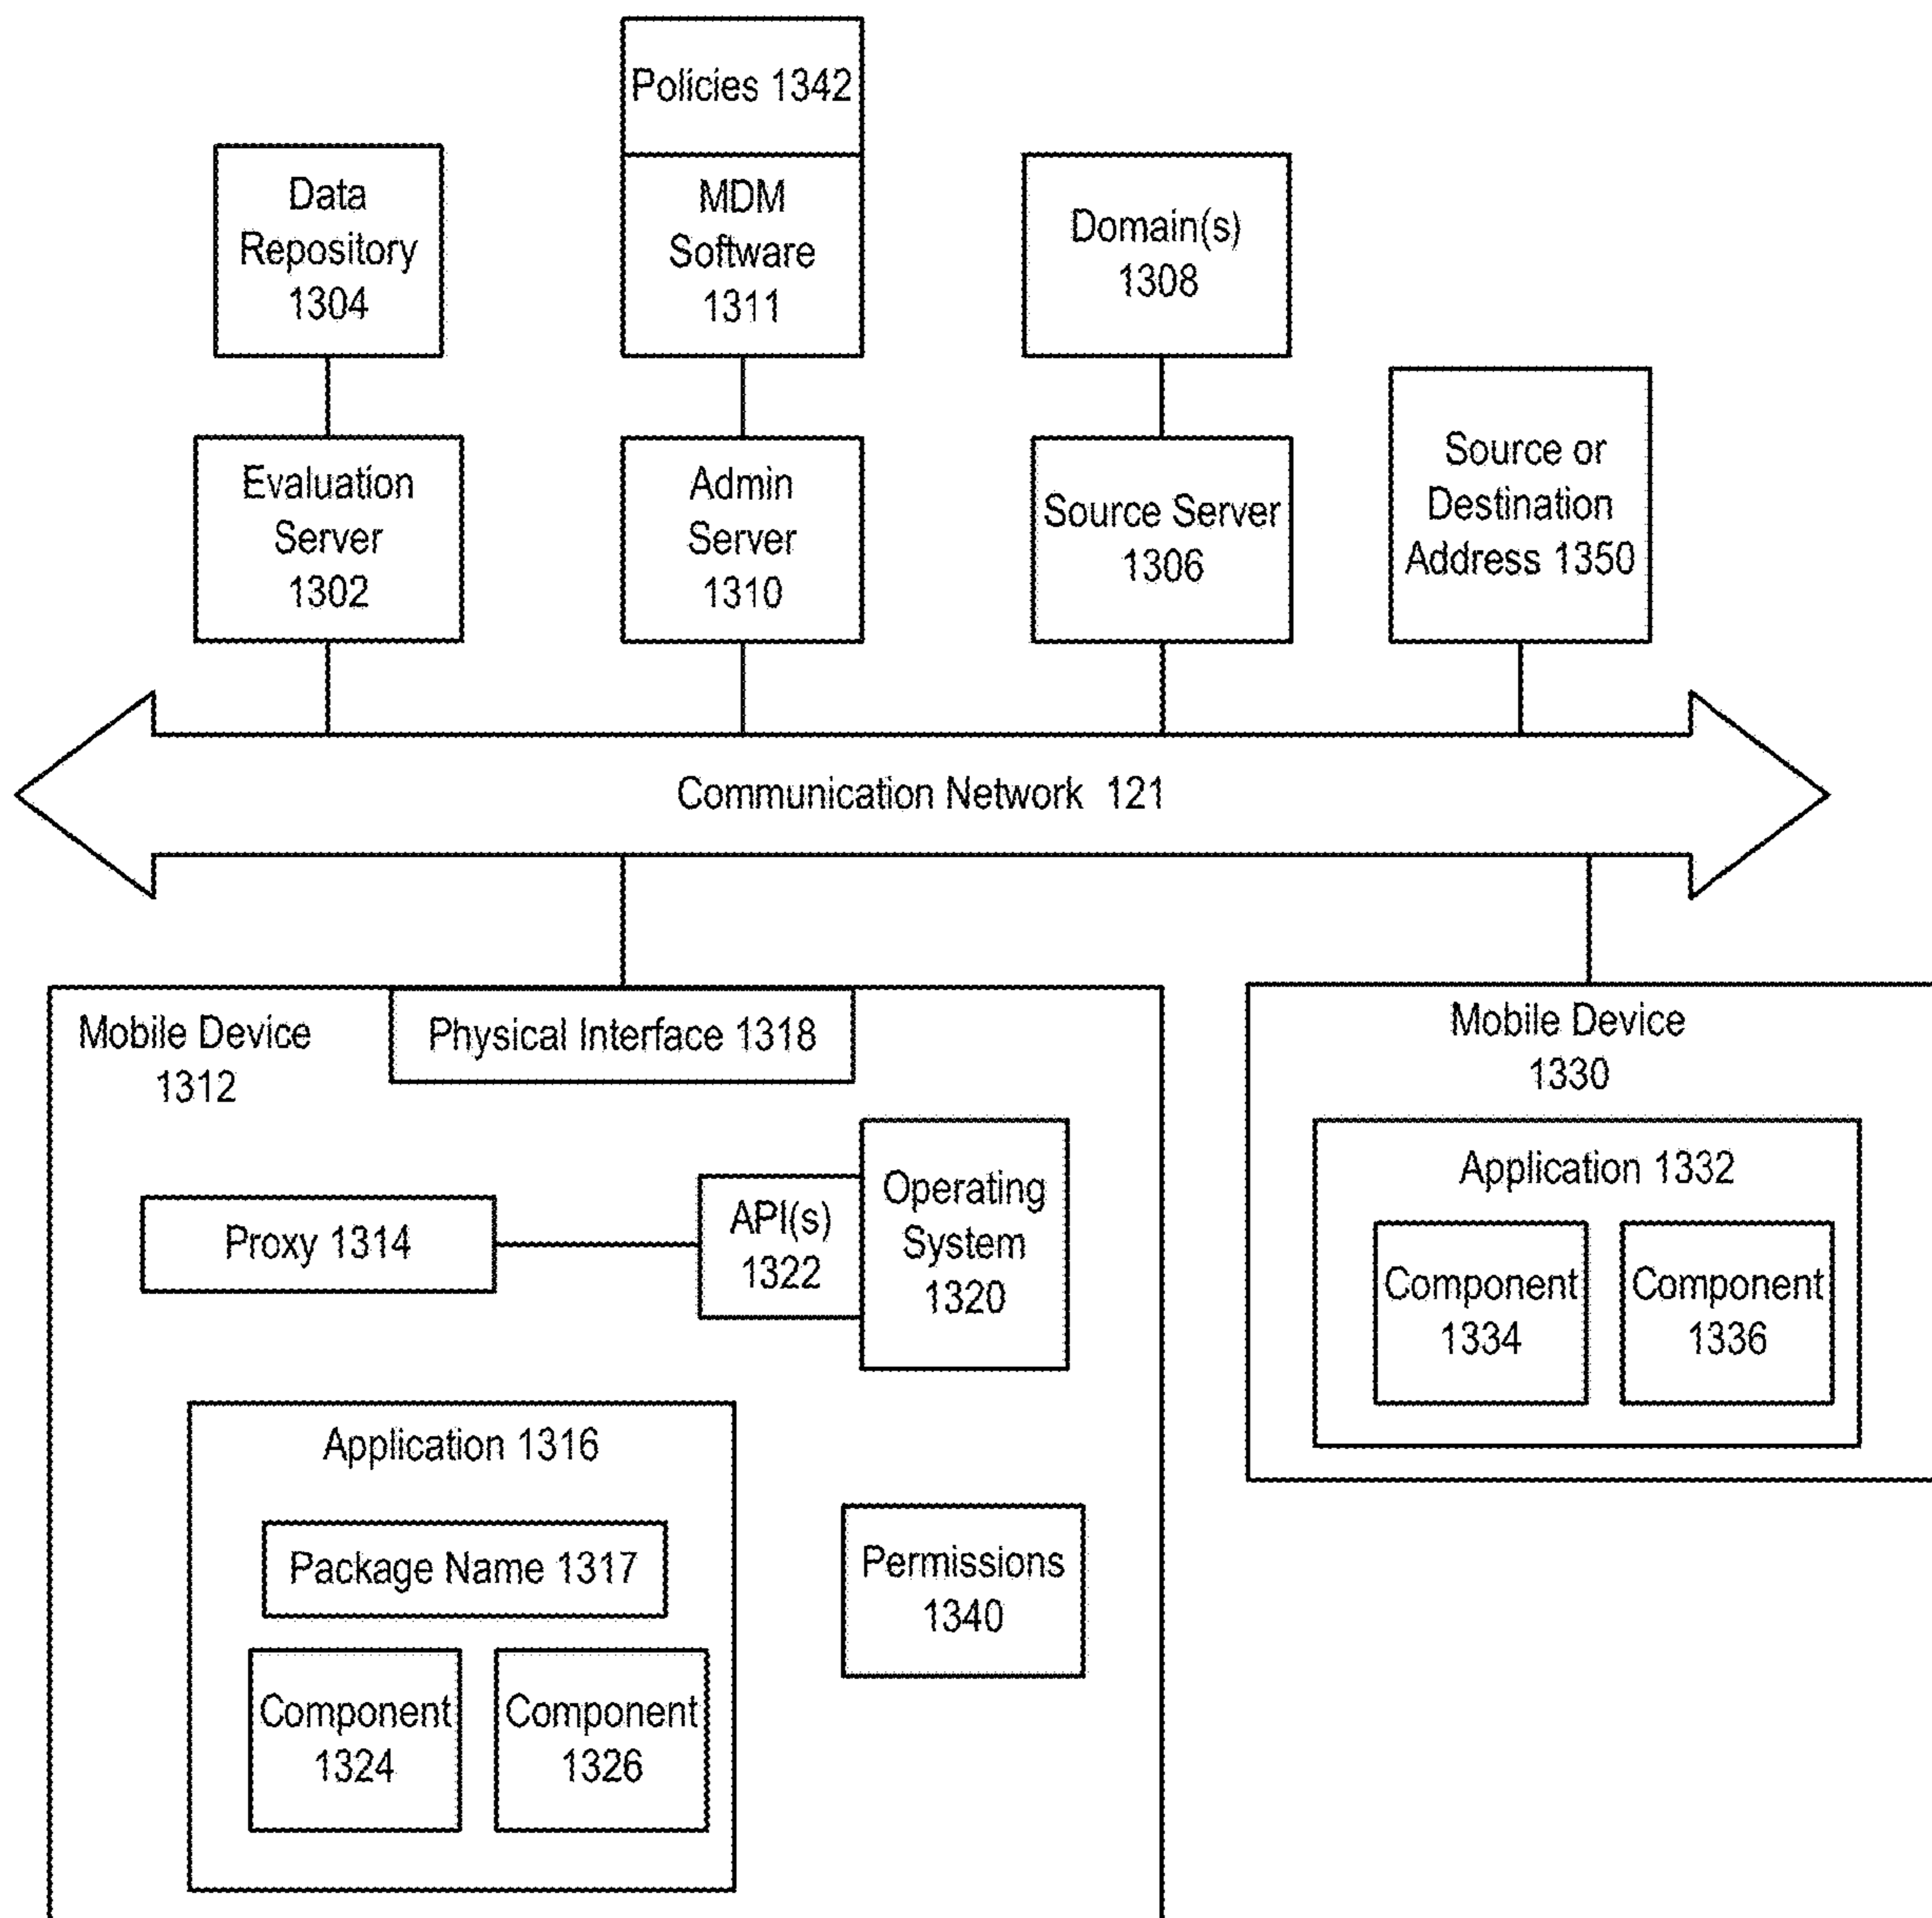 Policies 1342
Data
Repository
1304
MDM
Software
1311
Domain(s)
1308
Evaluation
Server
1302
Admin
Server
1310
Source Server
1306
Source or
Destination
Address 1350
Communication Network 121
Mobile Device
1312
Physical Interface 1318
Proxy 1314
API(s)
1322
Operating
System
1320
Application 1316
Package Name 1317
Component
1324
Component
1326
Permissions
1340
Mobile Device
1330
Application 1332
Component
1334
Component
1336